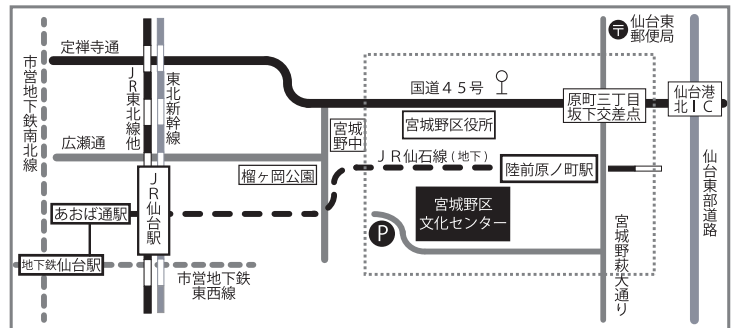 定禅寺通
市営地下鉄南北線
JR東北線他
東北新幹線
広瀬通
宮城
野中
榴ヶ岡公園
国道45号
宮城野区役所
JR仙石線(地下)
陸前原ノ町駅
原町三丁目
坂下交差点
〒
仙台東
郵便局
仙台港
北IC
仙台東部道路
宮城野区
文化センター
P
宮城野萩大通り
JR仙台駅
あおば通駅
地下鉄仙台駅
市営地下鉄
東西線